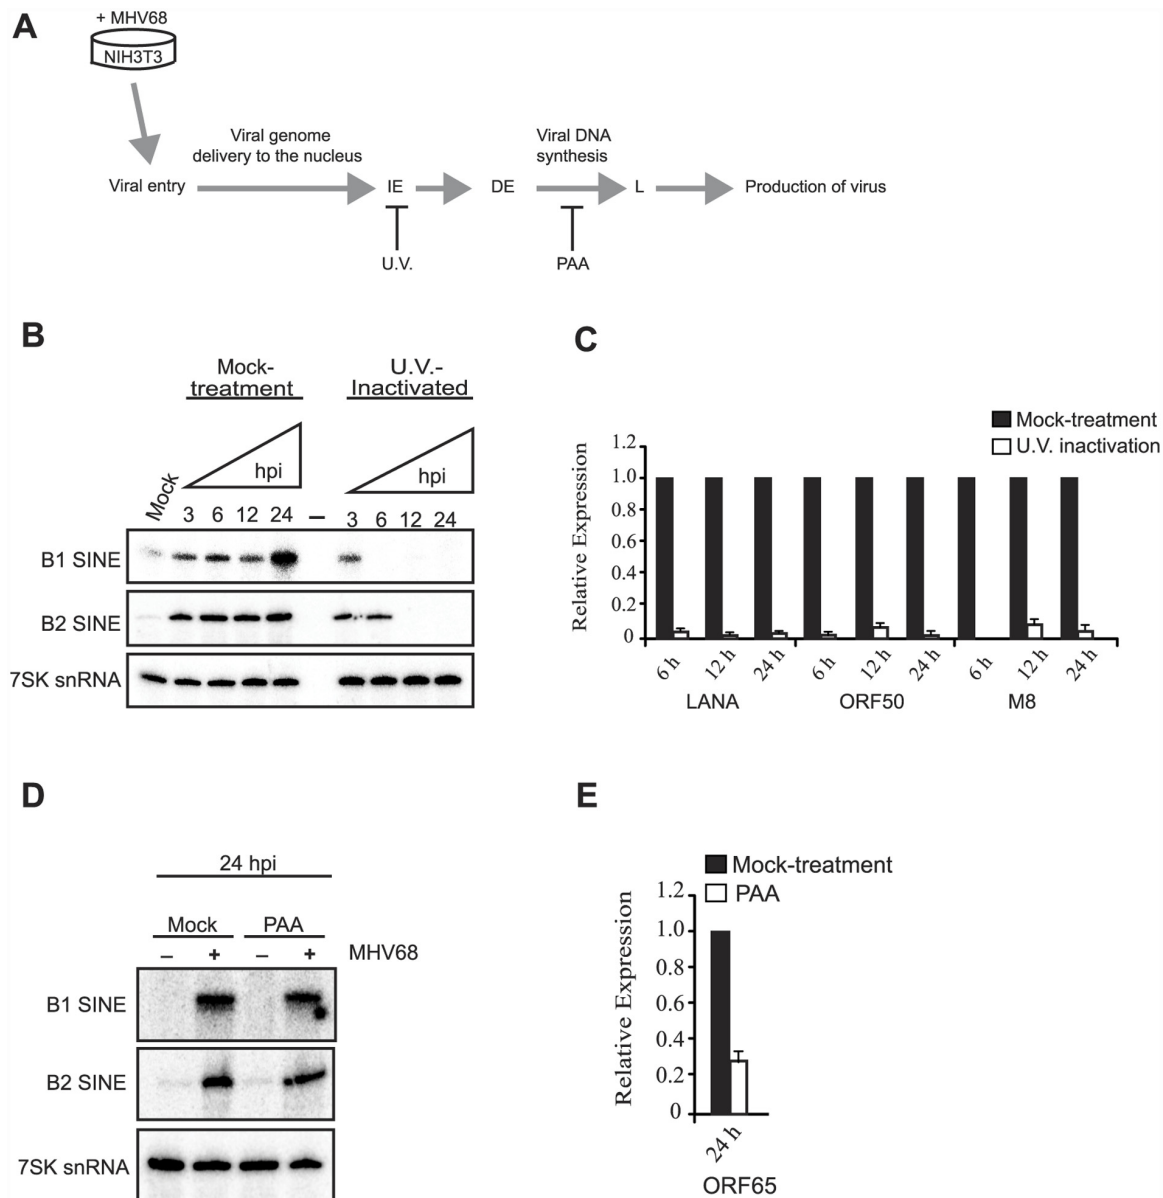 A
+ MHV68
NIH3T3
Viral genome
delivery to the nucleus
Viral DNA
synthesis
Viral entry
IE
DE
L
Production of virus
U.V.
PAA
B
Mock-
treatment
U.V.-
Inactivated
hpi
hpi
Mock
3 6 12 24 – 3 6 12 24
B1 SINE
B2 SINE
7SK snRNA
C
Mock-treatment
U.V. inactivation
Relative Expression
1.2
1.0
0.8
0.6
0.4
0.2
0
6 h 12 h 24 h 6 h 12 h 24 h 6 h 12 h 24 h
LANA ORF50 M8
D
24 hpi
Mock PAA
– + – + MHV68
B1 SINE
B2 SINE
7SK snRNA
E
Mock-treatment
PAA
Relative Expression
1.2
1.0
0.8
0.6
0.4
0.2
0
24 h
ORF65